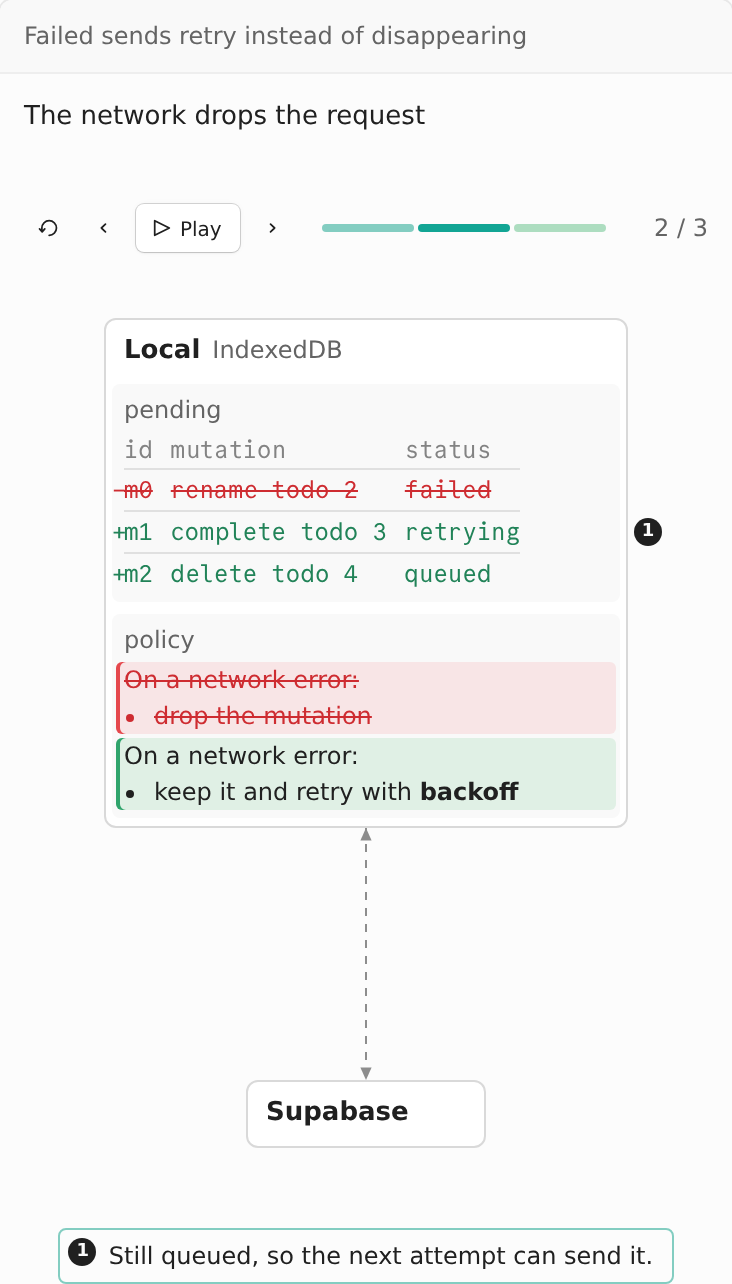 Failed sends retry instead of disappearing
The network drops the request
Play
2 / 3
Local IndexedDB
pending
id mutation status
-m0 rename todo 2 failed
+m1 complete todo 3 retrying
1
+m2 delete todo 4 queued
policy
On a network error:
• drop the mutation
On a network error:
• keep it and retry with backoff
Supabase
1 Still queued, so the next attempt can send it.